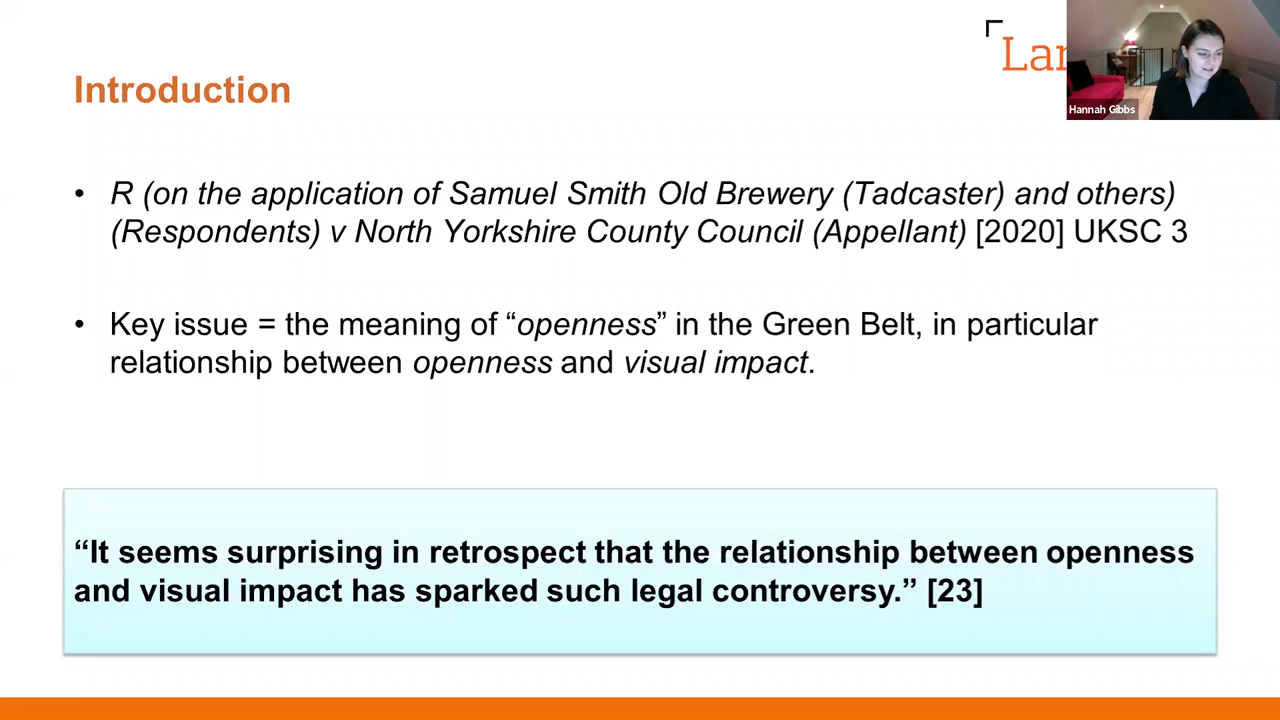 Lan
Hannah Gibbs
Introduction
• R (on the application of Samuel Smith Old Brewery (Tadcaster) and others)
(Respondents) v North Yorkshire County Council (Appellant) [2020] UKSC 3
• Key issue = the meaning of “openness” in the Green Belt, in particular
relationship between openness and visual impact.
“It seems surprising in retrospect that the relationship between openness
and visual impact has sparked such legal controversy.” [23]